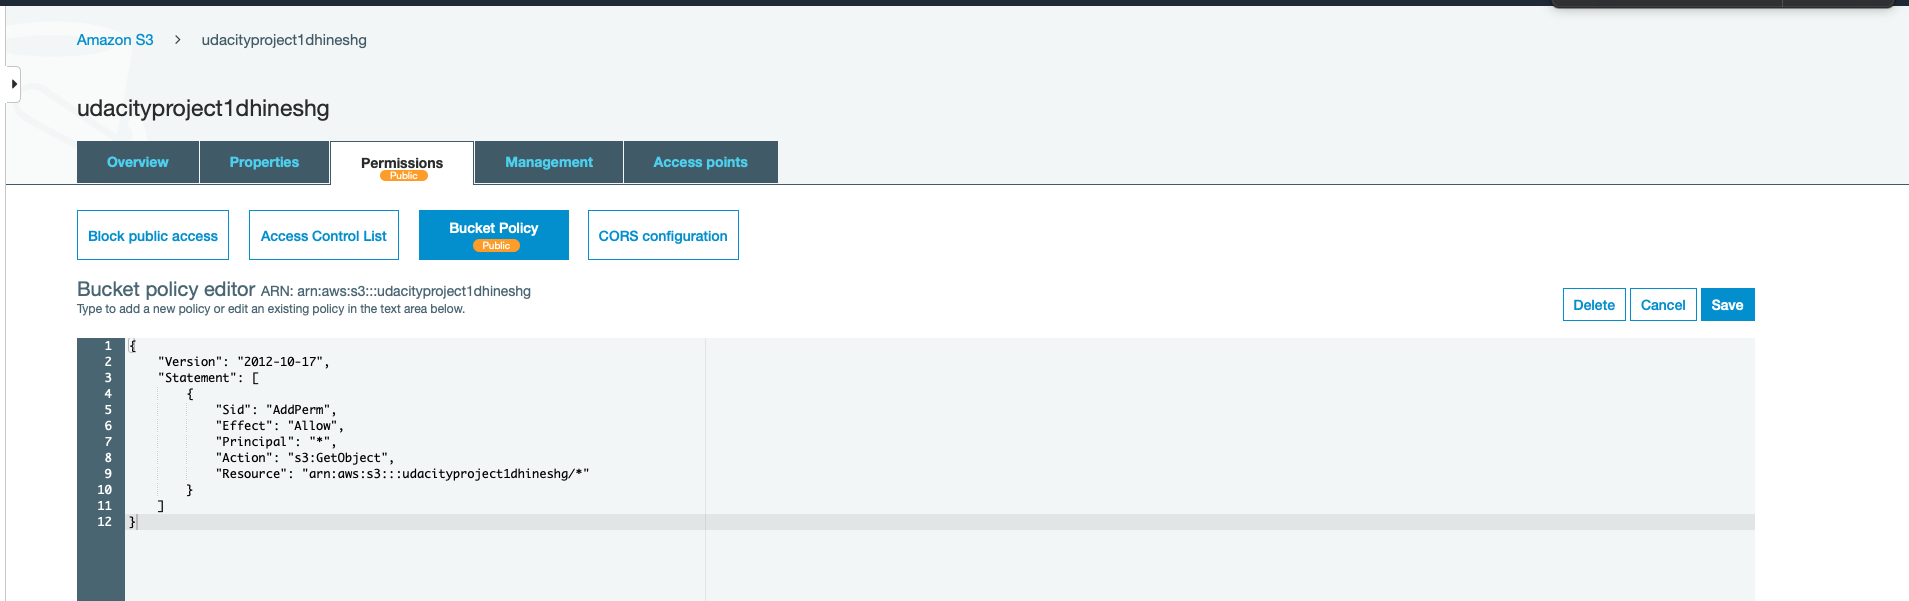 Amazon S3 > udacityproject1dhineshg
udacityproject1dhineshg
Overview Properties Permissions Management Access points
Public
Block public access Access Control List Bucket Policy CORS configuration
Public
Bucket policy editor ARN: arn:aws:s3:::udacityproject1dhineshg
Type to add a new policy or edit an existing policy in the text area below.
Delete Cancel Save
1 {
2 "Version": "2012-10-17",
3 "Statement": [
4 {
5 "Sid": "AddPerm",
6 "Effect": "Allow",
7 "Principal": "*",
8 "Action": "s3:GetObject",
9 "Resource": "arn:aws:s3:::udacityproject1dhineshg/*"
10 }
11 ]
12 }